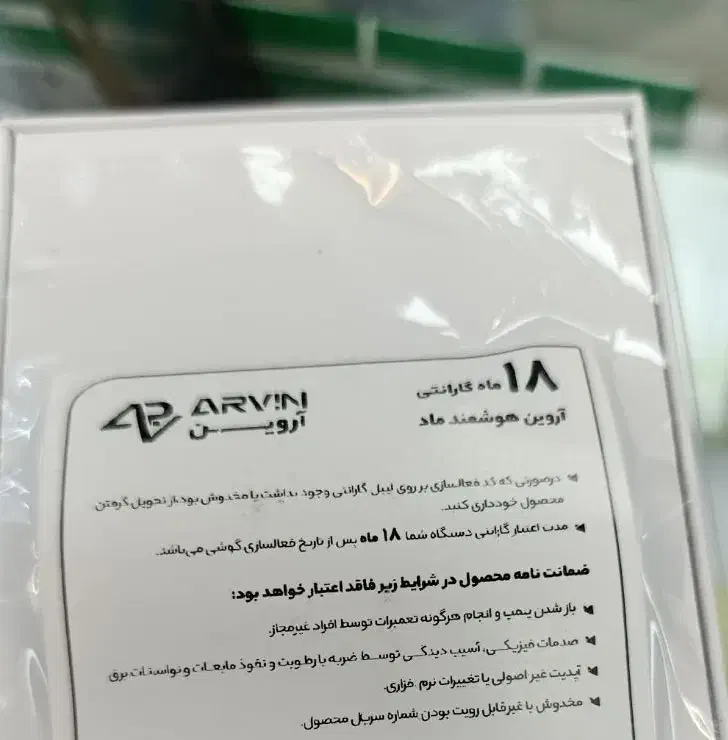 ۱۸ ماه گارانتی
آروین هوشمند ماد
ARVIN
آرویــــن
درصورتی که کد فعالسازی بر روی لیبل گارانتی وجود نداشت یا مخدوش بود، از تحویل گرفتن
محصول خودداری کنید.
مدت اعتبار گارانتی دستگاه شما ۱۸ ماه پس از تاریخ فعالسازی گوشی می‌باشد.
ضمانت نامه محصول در شرایط زیر فاقد اعتبار خواهد بود:
باز شدن پلمپ و انجام هرگونه تعمیرات توسط افراد غیرمجاز.
صدمات فیزیکی، آسیب دیدگی توسط ضربه یا رطوبت و نفوذ مایعات و نواسانات برق
آپدیت غیر اصولی یا تغییرات نرم افزاری.
مخدوش یا غیرقابل رویت بودن شماره سریال محصول.